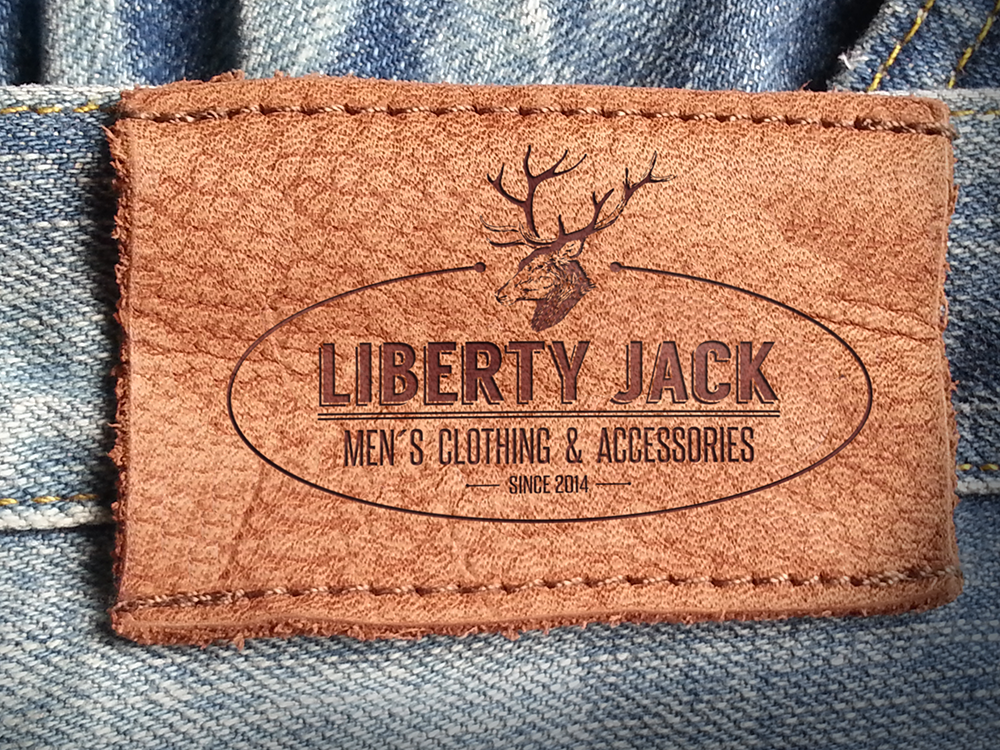 LIBERTY JACK
MEN´S CLOTHING & ACCESSORIES
SINCE 2014